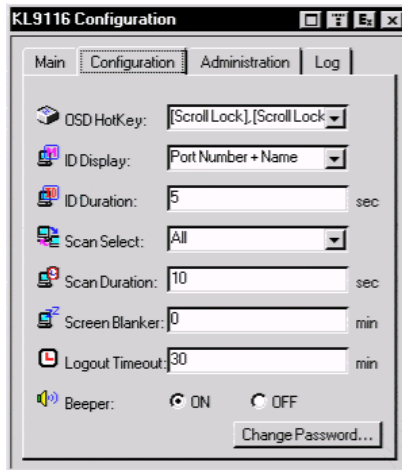 KL9116 Configuration
Main Configuration Administration Log
OSD HotKey: [Scroll Lock],[Scroll Lock
ID Display: Port Number + Name
ID Duration: 5 sec
Scan Select: All
Scan Duration: 10 sec
Screen Blanker: 0 min
Logout Timeout: 30 min
Beeper: ON OFF
Change Password...